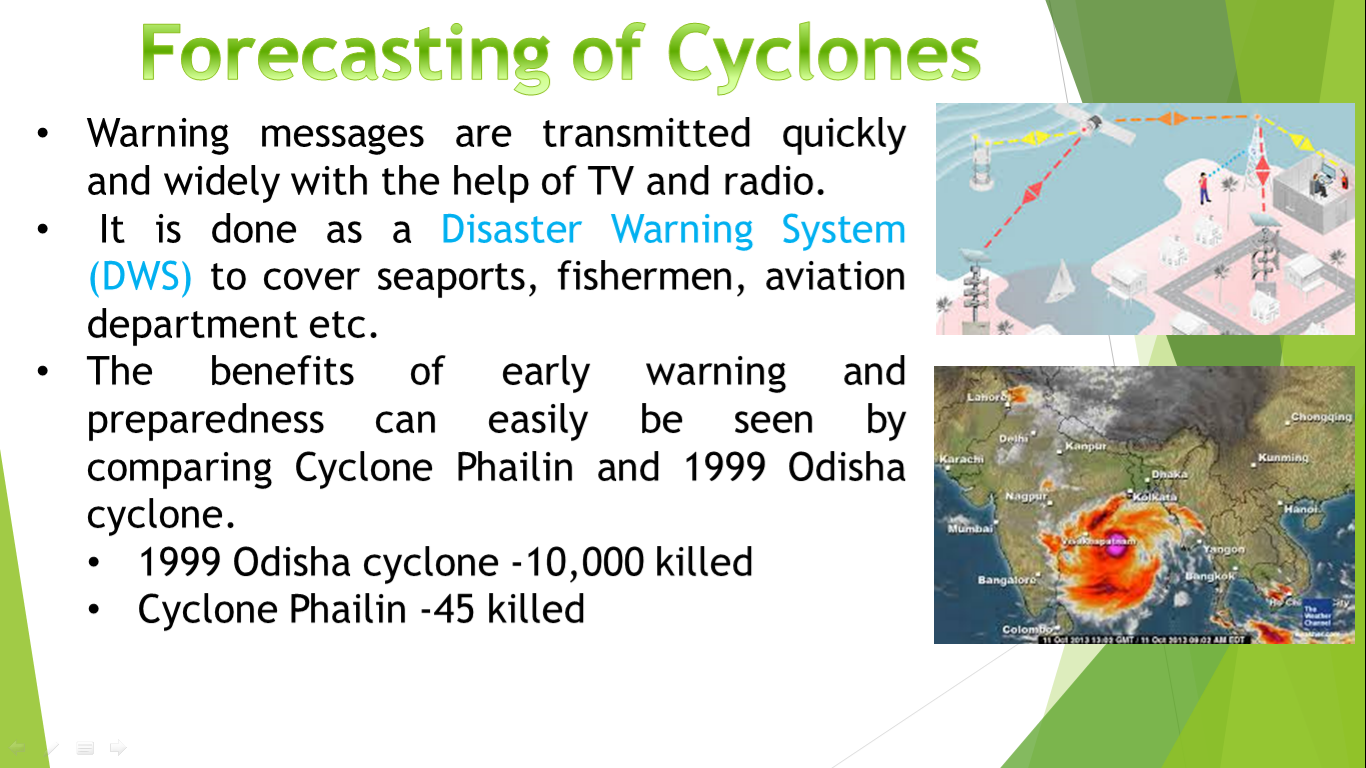 Forecasting of Cyclones
• Warning messages are transmitted quickly
and widely with the help of TV and radio.
• It is done as a Disaster Warning System
(DWS) to cover seaports, fishermen, aviation
department etc.
• The benefits of early warning and
preparedness can easily be seen by
comparing Cyclone Phailin and 1999 Odisha
cyclone.
• 1999 Odisha cyclone -10,000 killed
• Cyclone Phailin -45 killed
Lahore
Chongqing
Delhi
Kanpur
Karachi
Kunming
Dhaka
Nagpur
Kolkata
Hanoi
Mumbai
Visakhapatnam
Yangon
Bangalore
Bangkok
City
The
Weather
Channel
weather.com
Colombo
11 Oct 2013 13:02 GMT / 11 Oct 2013 09:02 AM EDT